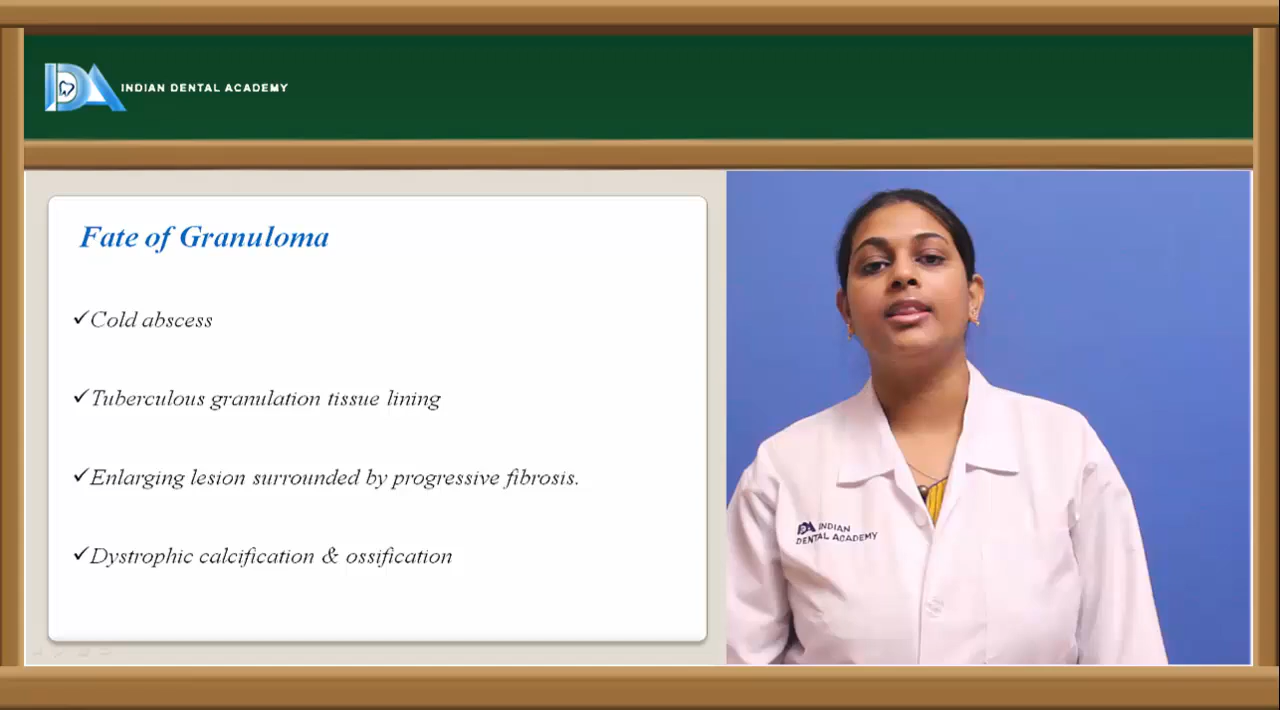 INDIAN DENTAL ACADEMY
Fate of Granuloma
✓Cold abscess
✓Tuberculous granulation tissue lining
✓Enlarging lesion surrounded by progressive fibrosis.
✓Dystrophic calcification & ossification
IDA INDIAN
DENTAL ACADEMY